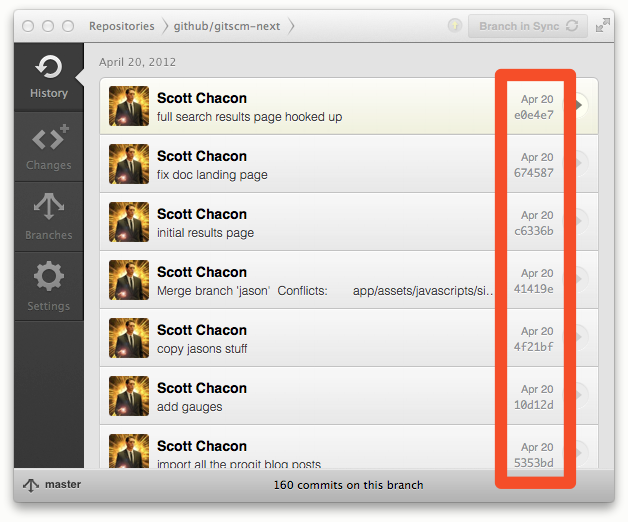 Repositories github/gitscm-next Branch in Sync
April 20, 2012
History
Changes
Branches
Settings
Scott Chacon Apr 20
full search results page hooked up e0e4e7
Scott Chacon Apr 20
fix doc landing page 674587
Scott Chacon Apr 20
initial results page c6336b
Scott Chacon Apr 20
Merge branch 'jason' Conflicts: app/assets/javascripts/si… 41419e
Scott Chacon Apr 20
copy jasons stuff 4f21bf
Scott Chacon Apr 20
add gauges 10d12d
Scott Chacon Apr 20
import all the progit blog posts 5353bd
master 160 commits on this branch